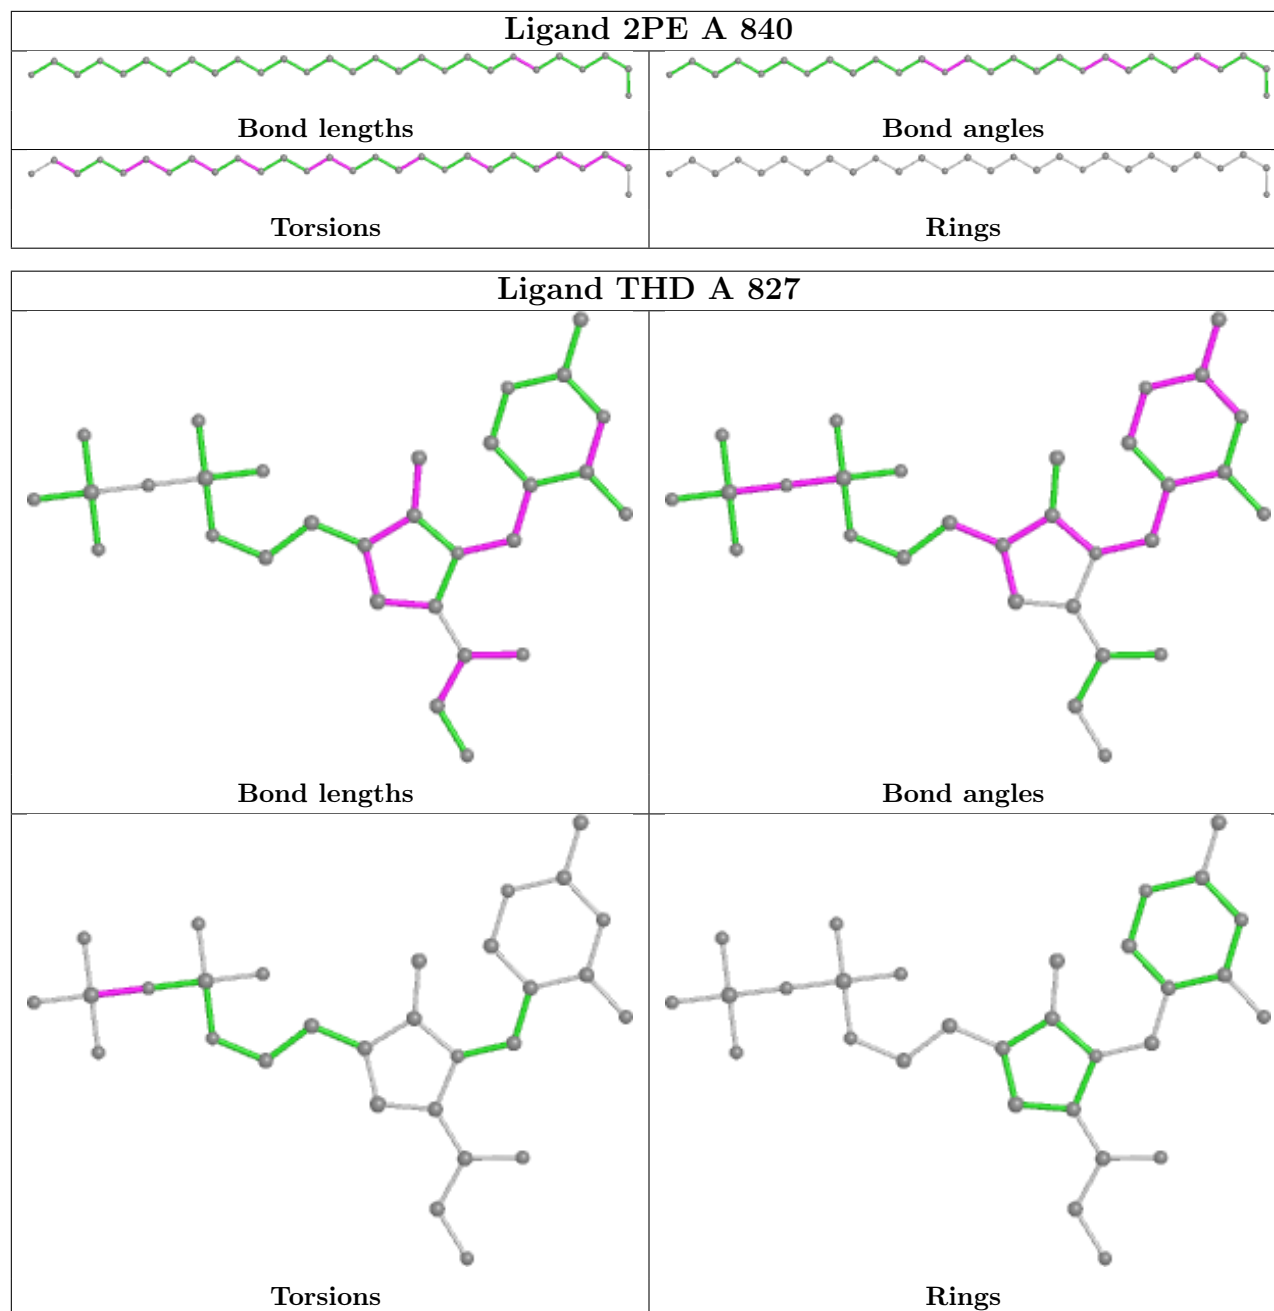 Ligand 2PE A 840
Bond lengths
Bond angles
Torsions
Rings
Ligand THD A 827
Bond lengths
Bond angles
Torsions
Rings